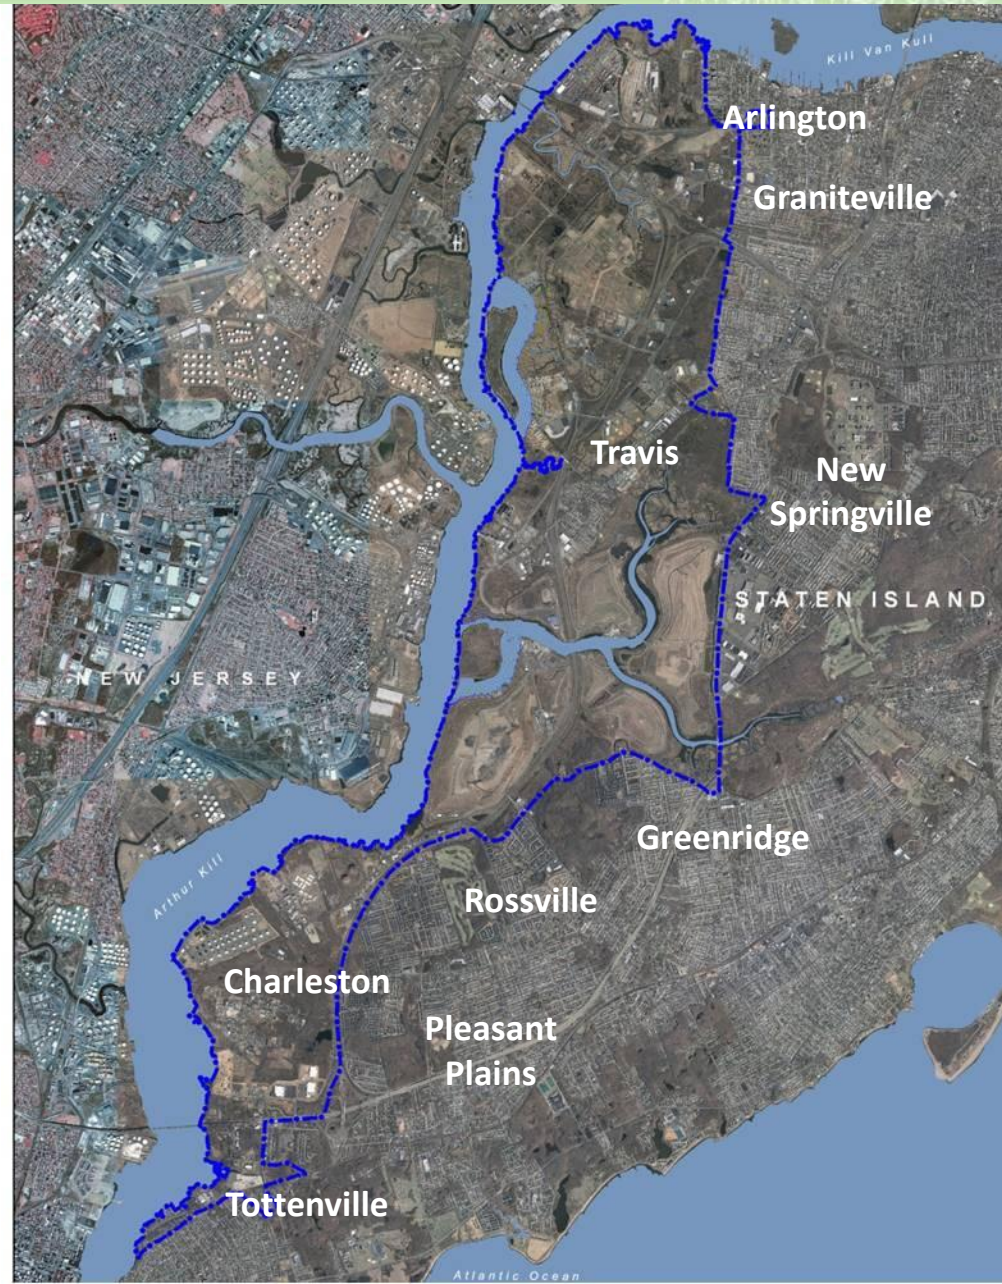 Kill Van Kull
Arlington
Graniteville
Travis
New
Springville
STATEN ISLAND
NEW JERSEY
Greenridge
Arthur Kill
Rossville
Charleston
Pleasant
Plains
Tottenville
Atlantic Ocean